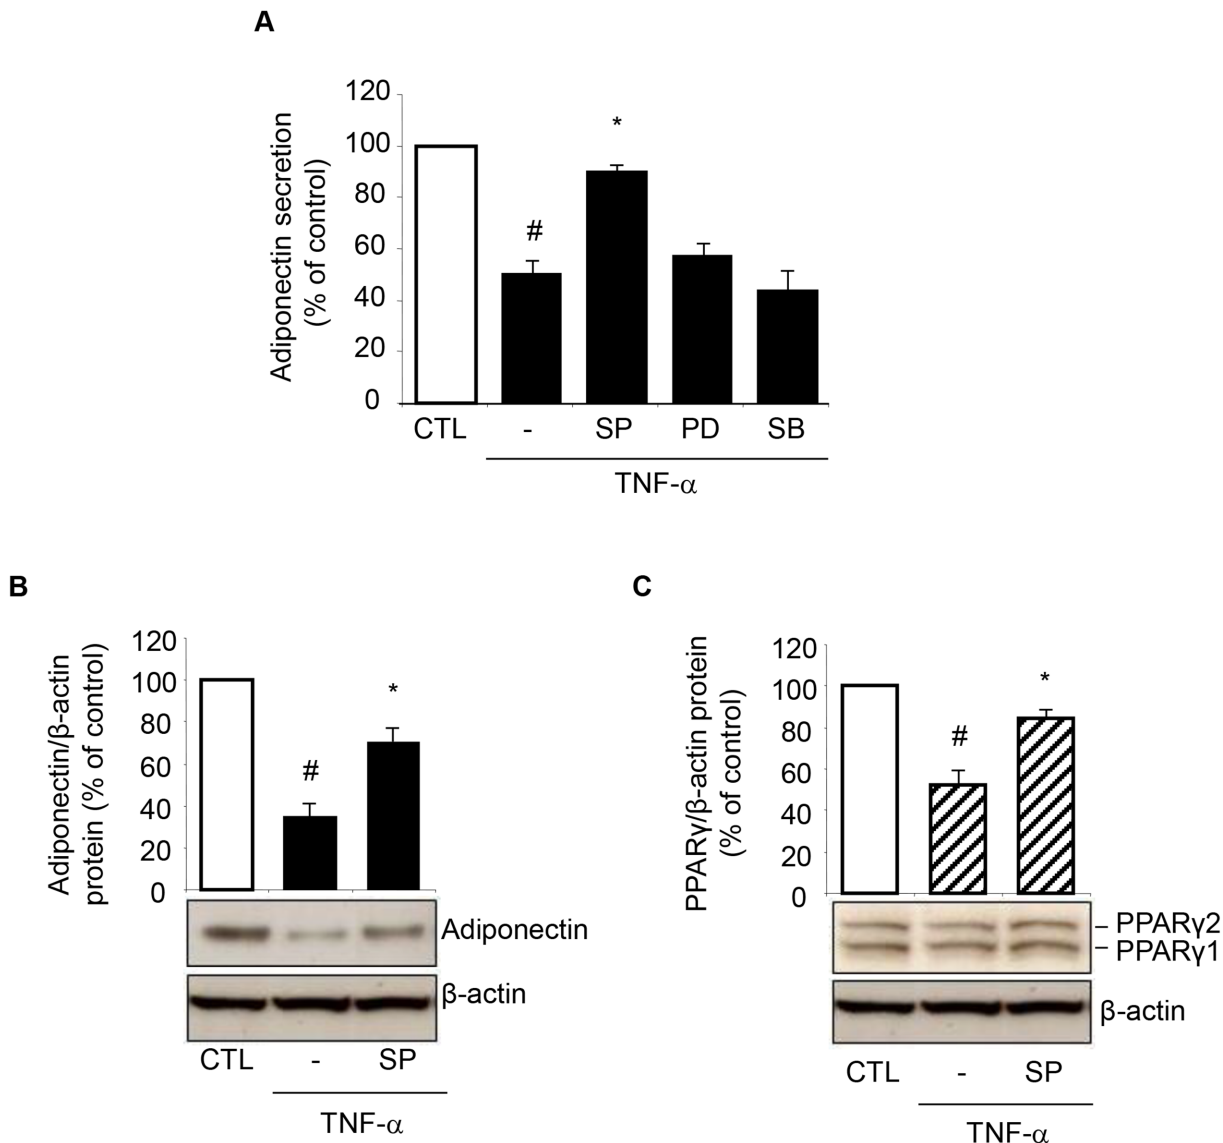 A
Adiponectin secretion
(% of control)
120
100
80
60
40
20
0
#
*
CTL - SP PD SB
TNF-α
B
Adiponectin/β-actin
protein (% of control)
120
100
80
60
40
20
0
#
*
Adiponectin
β-actin
CTL - SP
TNF-α
C
PPARγ/β-actin protein
(% of control)
120
100
80
60
40
20
0
#
*
– PPARγ2
– PPARγ1
β-actin
CTL - SP
TNF-α